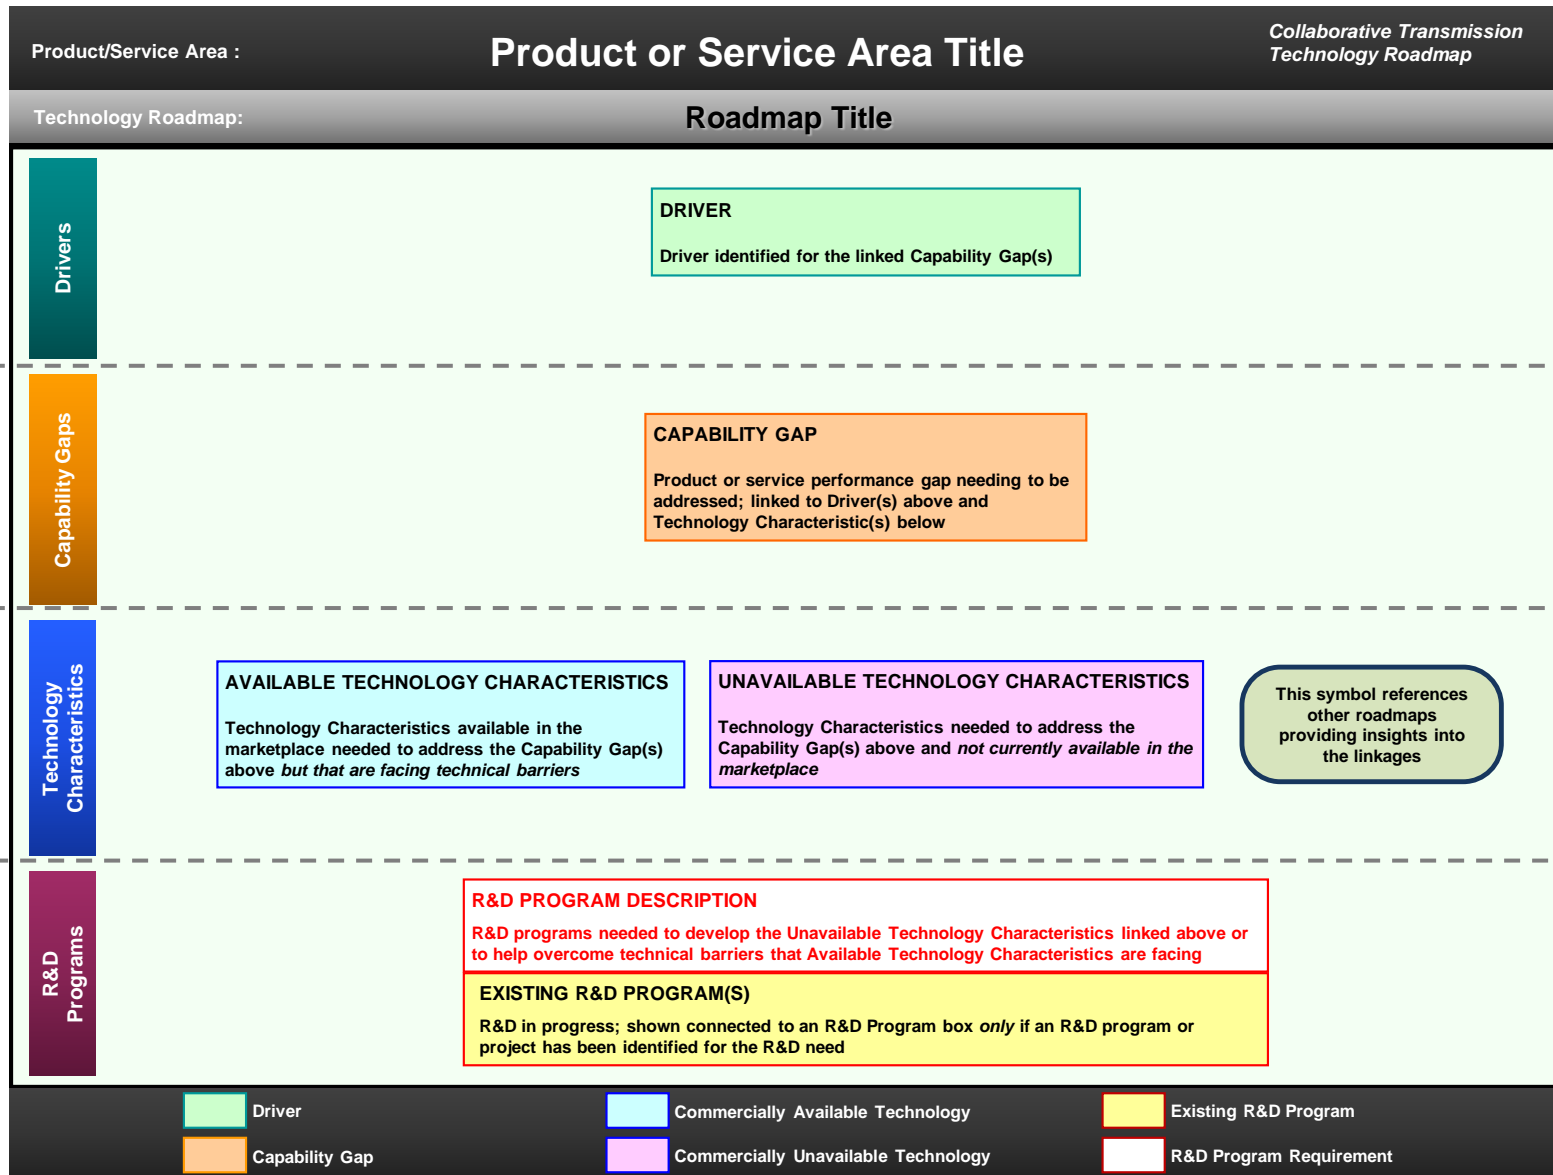 Product/Service Area :
Product or Service Area Title
Collaborative Transmission
Technology Roadmap
Technology Roadmap:
Roadmap Title
Drivers
DRIVER
Driver identified for the linked Capability Gap(s)
Capability Gaps
CAPABILITY GAP
Product or service performance gap needing to be
addressed; linked to Driver(s) above and
Technology Characteristic(s) below
Technology
Characteristics
AVAILABLE TECHNOLOGY CHARACTERISTICS
Technology Characteristics available in the
marketplace needed to address the Capability Gap(s)
above but that are facing technical barriers
UNAVAILABLE TECHNOLOGY CHARACTERISTICS
Technology Characteristics needed to address the
Capability Gap(s) above and not currently available in the
marketplace
This symbol references
other roadmaps
providing insights into
the linkages
R&D
Programs
R&D PROGRAM DESCRIPTION
R&D programs needed to develop the Unavailable Technology Characteristics linked above or
to help overcome technical barriers that Available Technology Characteristics are facing
EXISTING R&D PROGRAM(S)
R&D in progress; shown connected to an R&D Program box only if an R&D program or
project has been identified for the R&D need
Driver
Commercially Available Technology
Existing R&D Program
Capability Gap
Commercially Unavailable Technology
R&D Program Requirement